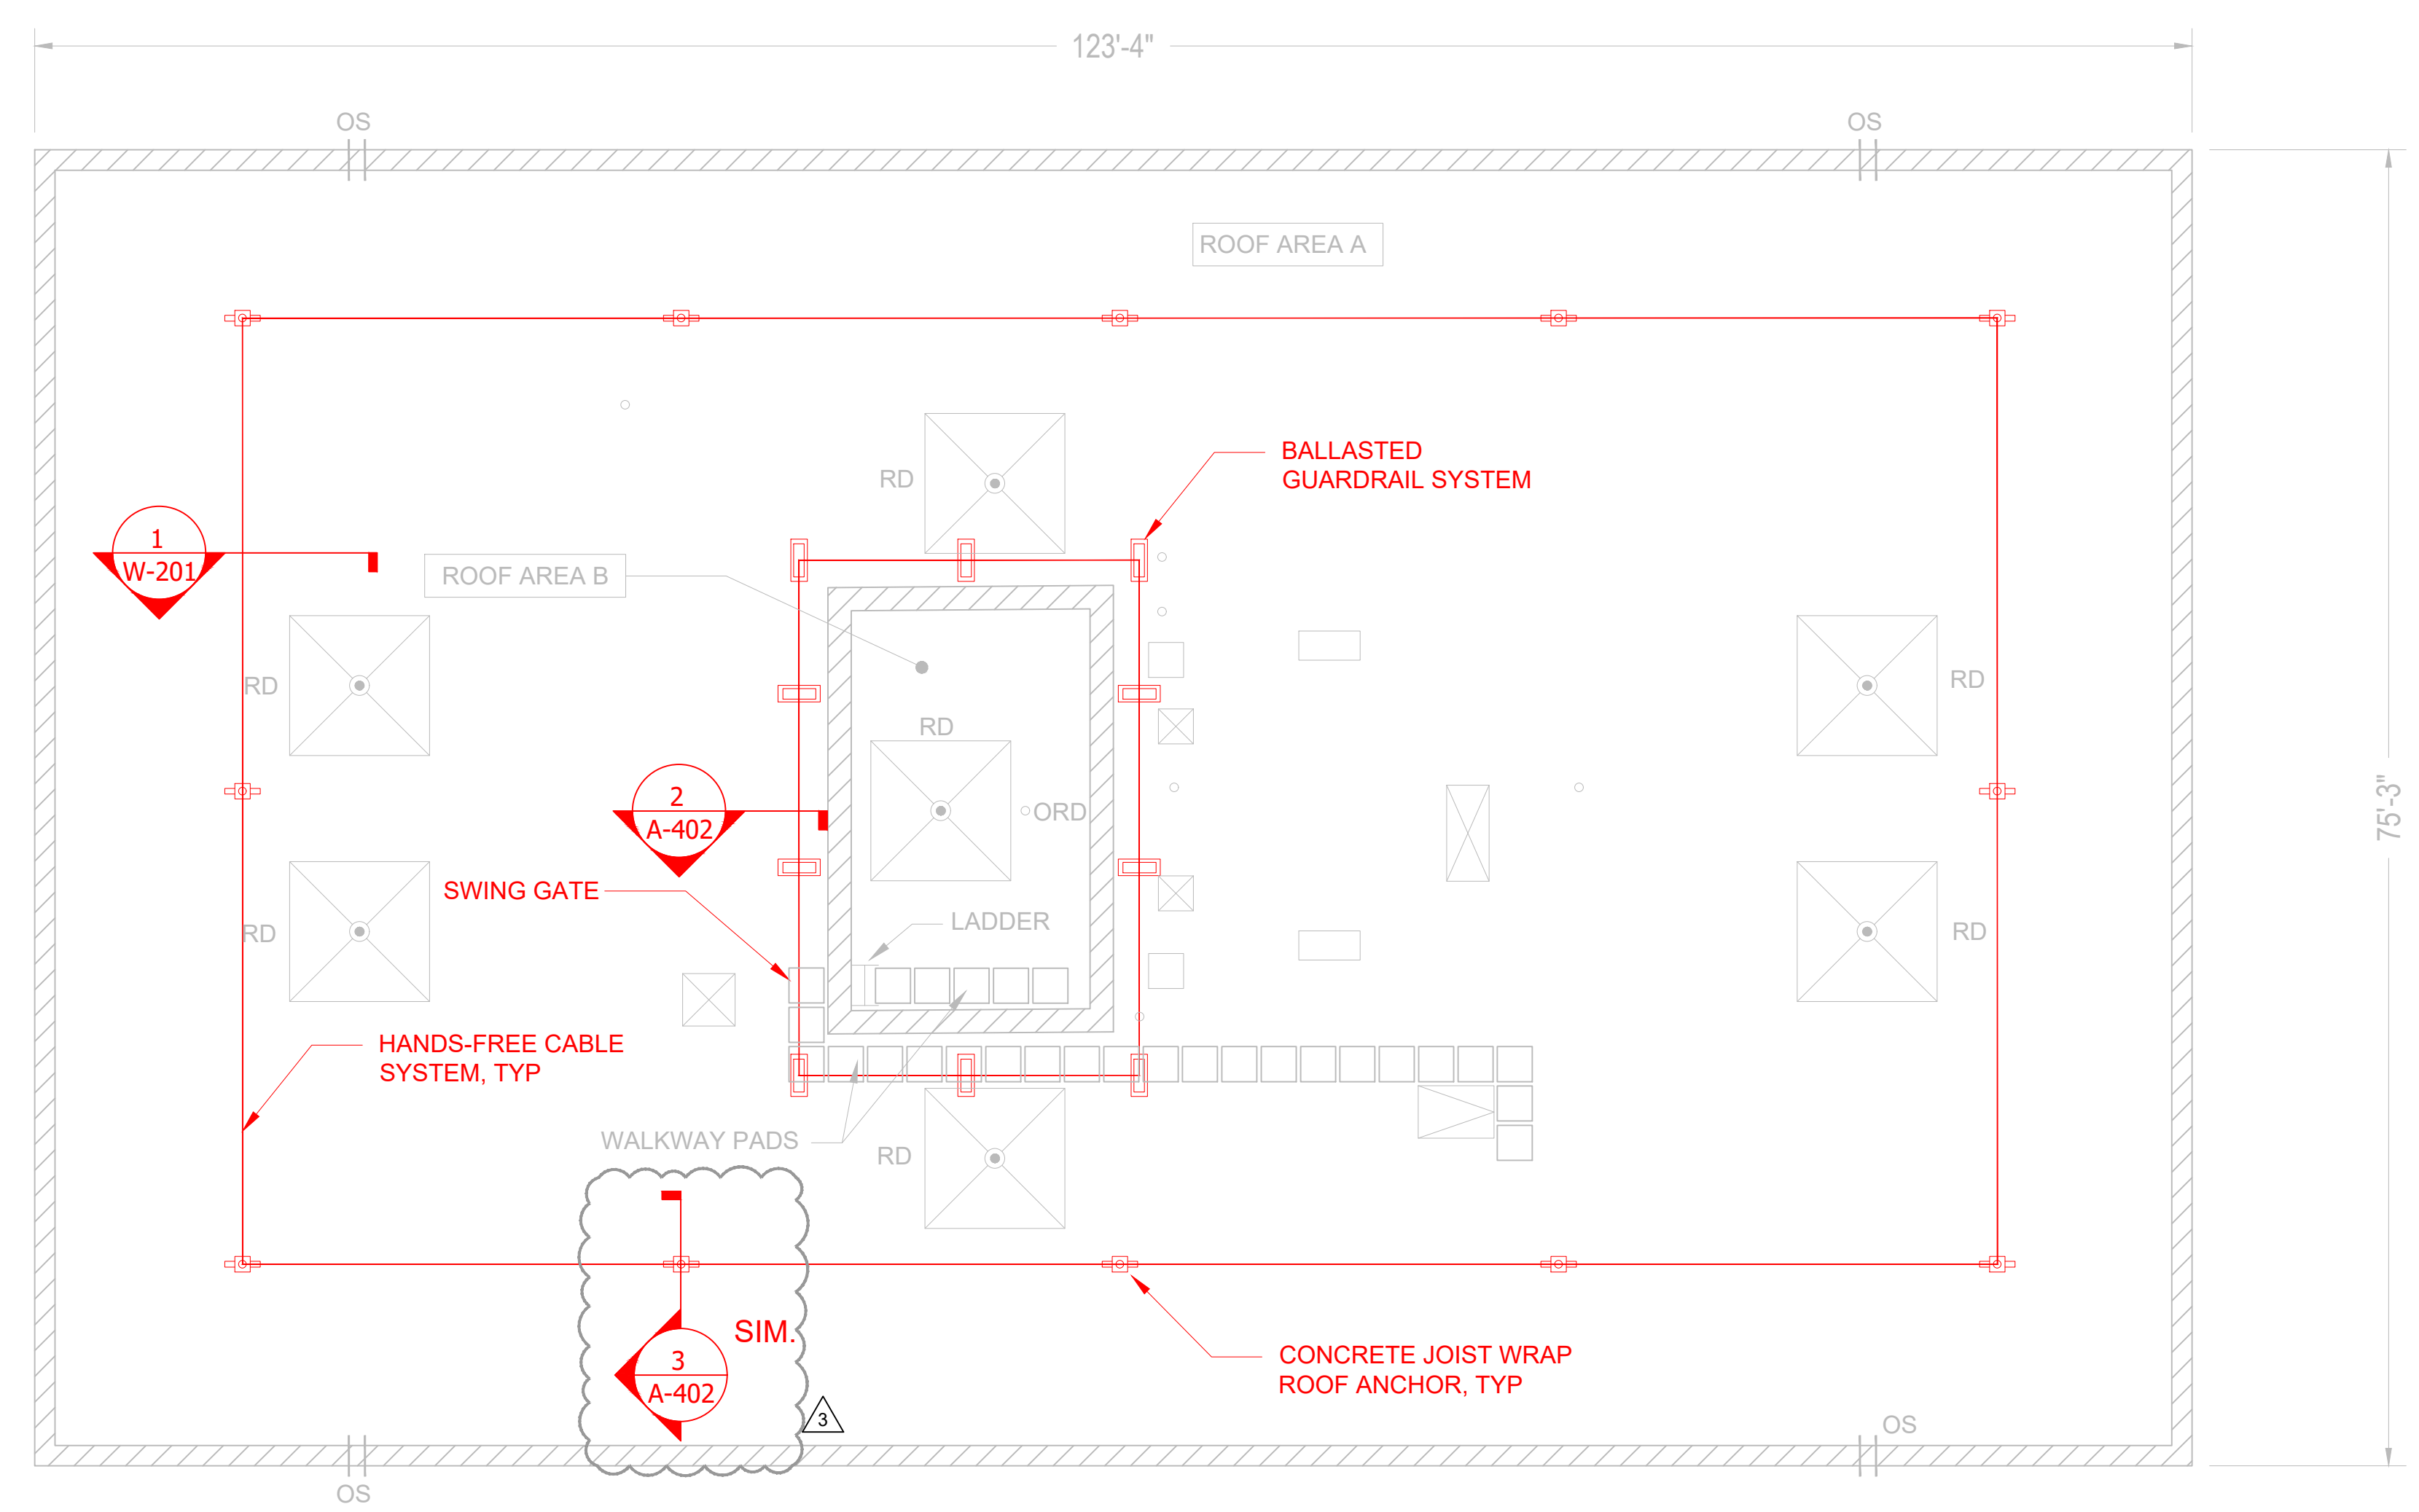 123'-4"
OS
OS
ROOF AREA A
BALLASTED
GUARDRAIL SYSTEM
RD
1
W-201
ROOF AREA B
RD
RD
RD
2
A-402
ORD
75'-3"
SWING GATE
LADDER
RD
RD
HANDS-FREE CABLE
SYSTEM, TYP
WALKWAY PADS
RD
SIM.
3
A-402
CONCRETE JOIST WRAP
ROOF ANCHOR, TYP
3
OS
OS